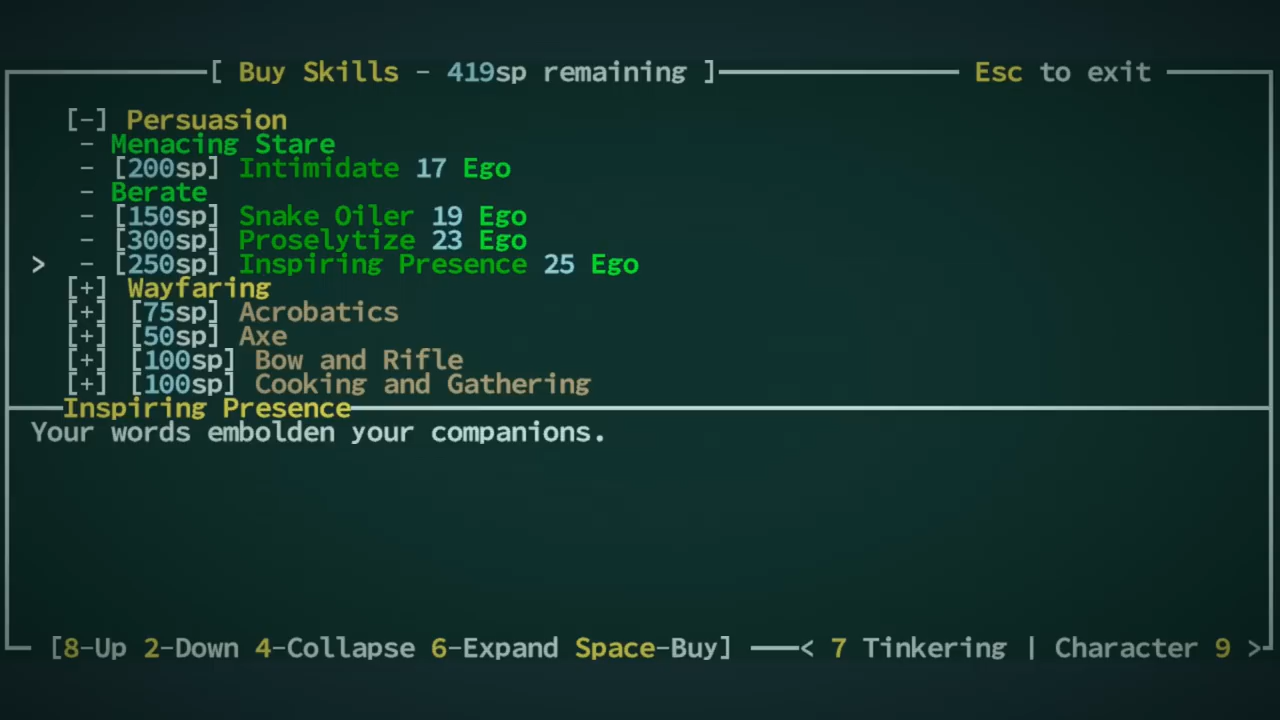 [ Buy Skills - 419sp remaining ] Esc to exit
[-] Persuasion
- Menacing Stare
- [200sp] Intimidate 17 Ego
- Berate
- [150sp] Snake Oiler 19 Ego
- [300sp] Proselytize 23 Ego
> - [250sp] Inspiring Presence 25 Ego
[+] Wayfaring
[+] [75sp] Acrobatics
[+] [50sp] Axe
[+] [100sp] Bow and Rifle
[+] [100sp] Cooking and Gathering
Inspiring Presence
Your words embolden your companions.
[8-Up 2-Down 4-Collapse 6-Expand Space-Buy] < 7 Tinkering | Character 9 >